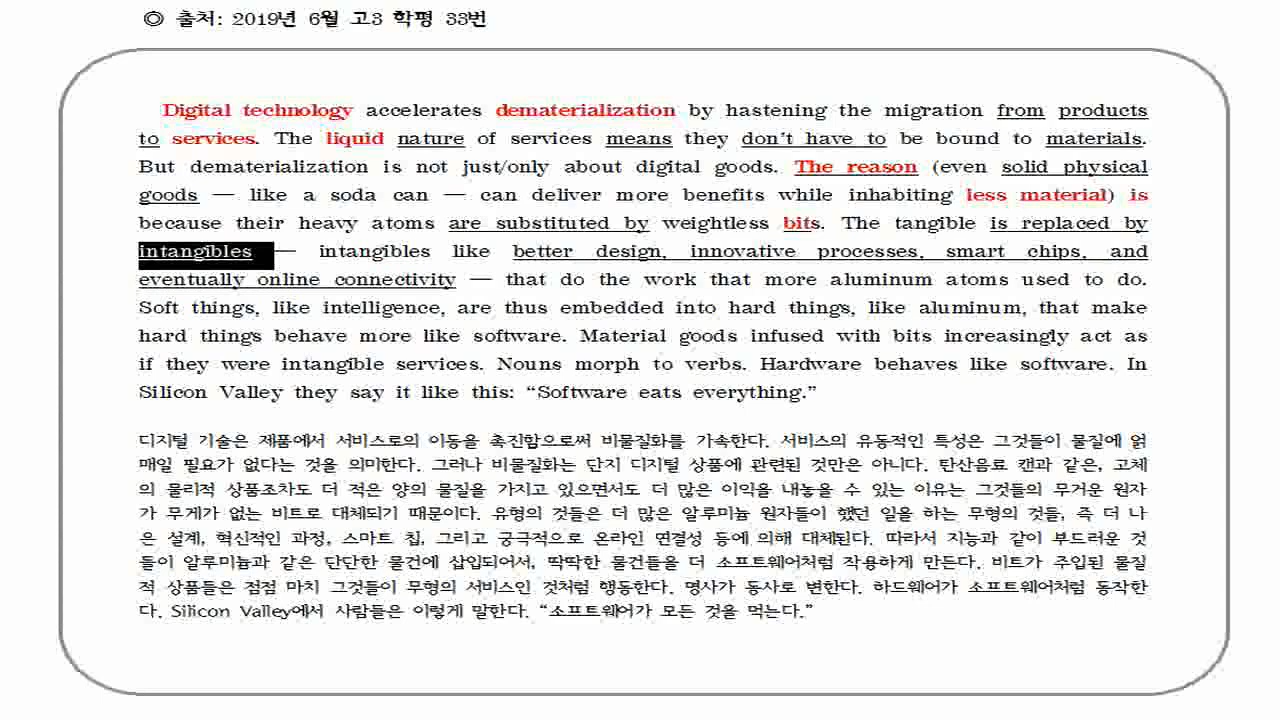 ◎ 출처: 2019년 6월 고3 학평 33번
Digital technology accelerates dematerialization by hastening the migration from products
to services. The liquid nature of services means they don't have to be bound to materials.
But dematerialization is not just/only about digital goods. The reason (even solid physical
goods — like a soda can — can deliver more benefits while inhabiting less material) is
because their heavy atoms are substituted by weightless bits. The tangible is replaced by
intangibles — intangibles like better design, innovative processes, smart chips, and
eventually online connectivity — that do the work that more aluminum atoms used to do.
Soft things, like intelligence, are thus embedded into hard things, like aluminum, that make
hard things behave more like software. Material goods infused with bits increasingly act as
if they were intangible services. Nouns morph to verbs. Hardware behaves like software. In
Silicon Valley they say it like this: “Software eats everything.”
디지털 기술은 제품에서 서비스로의 이동을 촉진함으로써 비물질화를 가속한다. 서비스의 유동적인 특성은 그것들이 물질에 얽
매일 필요가 없다는 것을 의미한다. 그러나 비물질화는 단지 디지털 상품에 관련된 것만은 아니다. 탄산음료 캔과 같은, 고체
의 물리적 상품조차도 더 적은 양의 물질을 가지고 있으면서도 더 많은 이익을 내놓을 수 있는 이유는 그것들의 무거운 원자
가 무게가 없는 비트로 대체되기 때문이다. 유형의 것들은 더 많은 알루미늄 원자들이 했던 일을 하는 무형의 것들, 즉 더 나
은 설계, 혁신적인 과정, 스마트 칩, 그리고 궁극적으로 온라인 연결성 등에 의해 대체된다. 따라서 지능과 같이 부드러운 것
들이 알루미늄과 같은 단단한 물건에 삽입되어서, 딱딱한 물건들을 더 소프트웨어처럼 작용하게 만든다. 비트가 주입된 물질
적 상품들은 점점 마치 그것들이 무형의 서비스인 것처럼 행동한다. 명사가 동사로 변한다. 하드웨어가 소프트웨어처럼 동작한
다. Silicon Valley에서 사람들은 이렇게 말한다. “소프트웨어가 모든 것을 먹는다.”